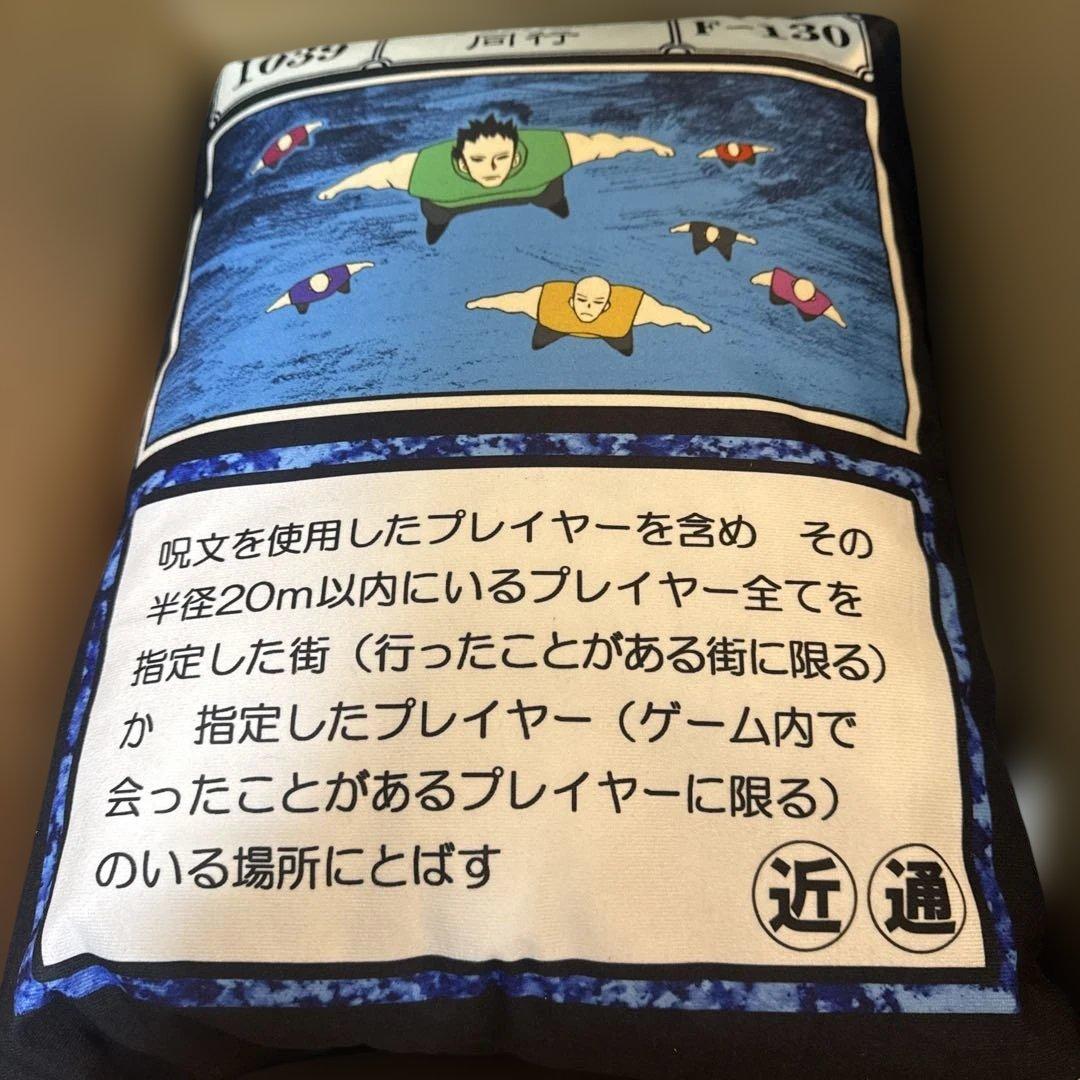 1039 同行 F-130
呪文を使用したプレイヤーを含め　その
半径20m以内にいるプレイヤー全てを
指定した街（行ったことがある街に限る）
か　指定したプレイヤー（ゲーム内で
会ったことがあるプレイヤーに限る）
のいる場所にとばす
近 通